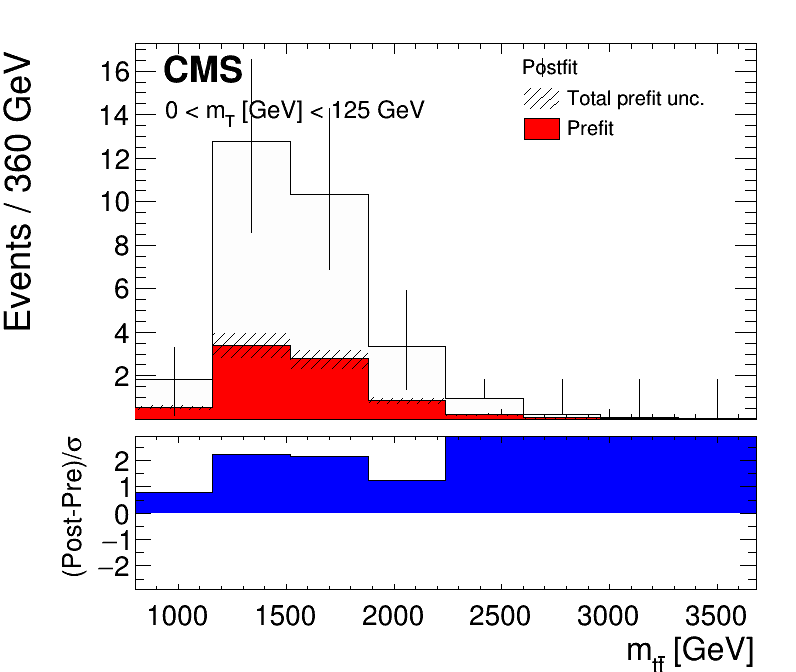 CMS
0 < m_T [GeV] < 125 GeV
Postfit
Total prefit unc.
Prefit
Events / 360 GeV
16
14
12
10
8
6
4
2
(Post-Pre)/σ
2
1
0
−1
−2
1000 1500 2000 2500 3000 3500
m_tt̄ [GeV]